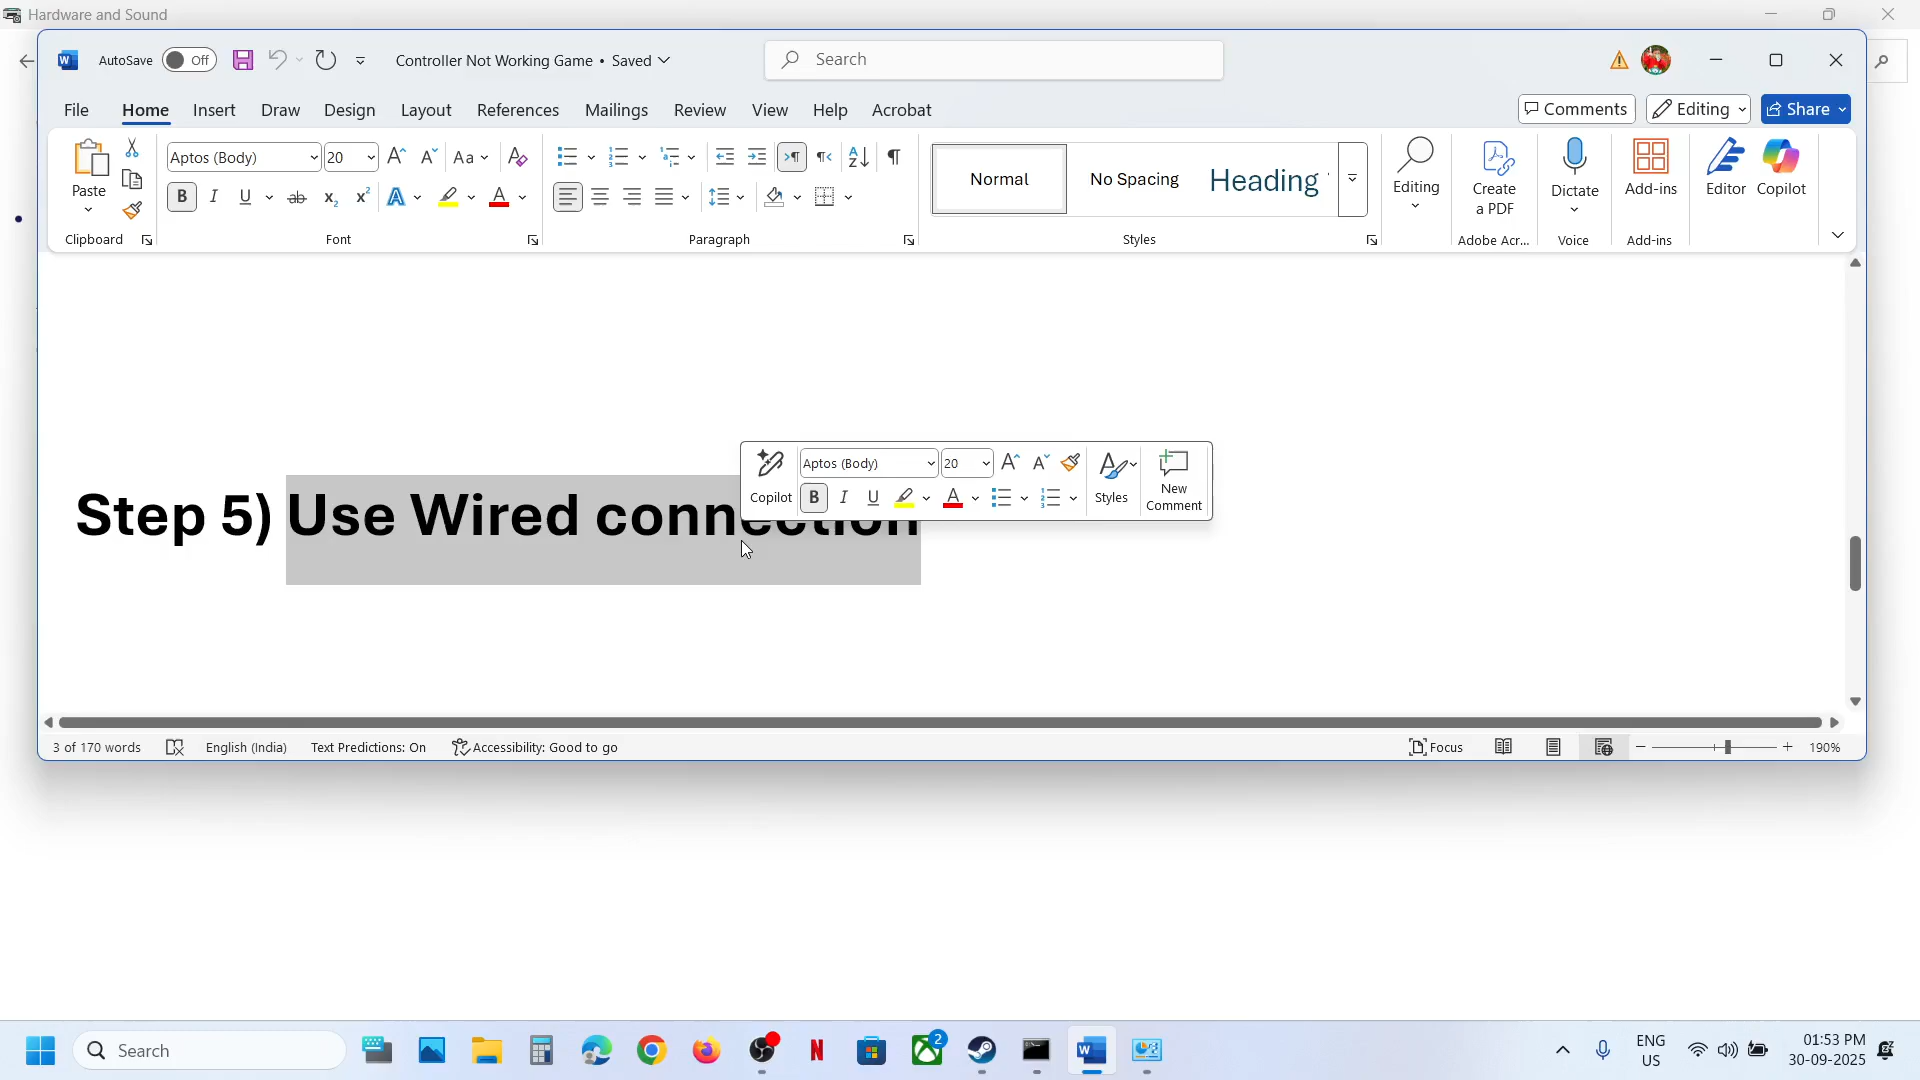 Hardware and Sound
AutoSave
Off
Controller Not Working Game • Saved
Search
File
Home
Insert
Draw
Design
Layout
References
Mailings
Review
View
Help
Acrobat
Comments
Editing
Share
Paste
Clipboard
Aptos (Body)
20
Aa
B
I
U
ab
Font
Paragraph
Normal
No Spacing
Heading
Styles
Editing
Create
a PDF
Adobe Acr...
Dictate
Voice
Add-ins
Add-ins
Editor
Copilot
Copilot
Aptos (Body)
20
B
I
U
Styles
New
Comment
Step 5) Use Wired connection
3 of 170 words
English (India)
Text Predictions: On
Accessibility: Good to go
Focus
190%
Search
2
ENG
US
01:53 PM
30-09-2025